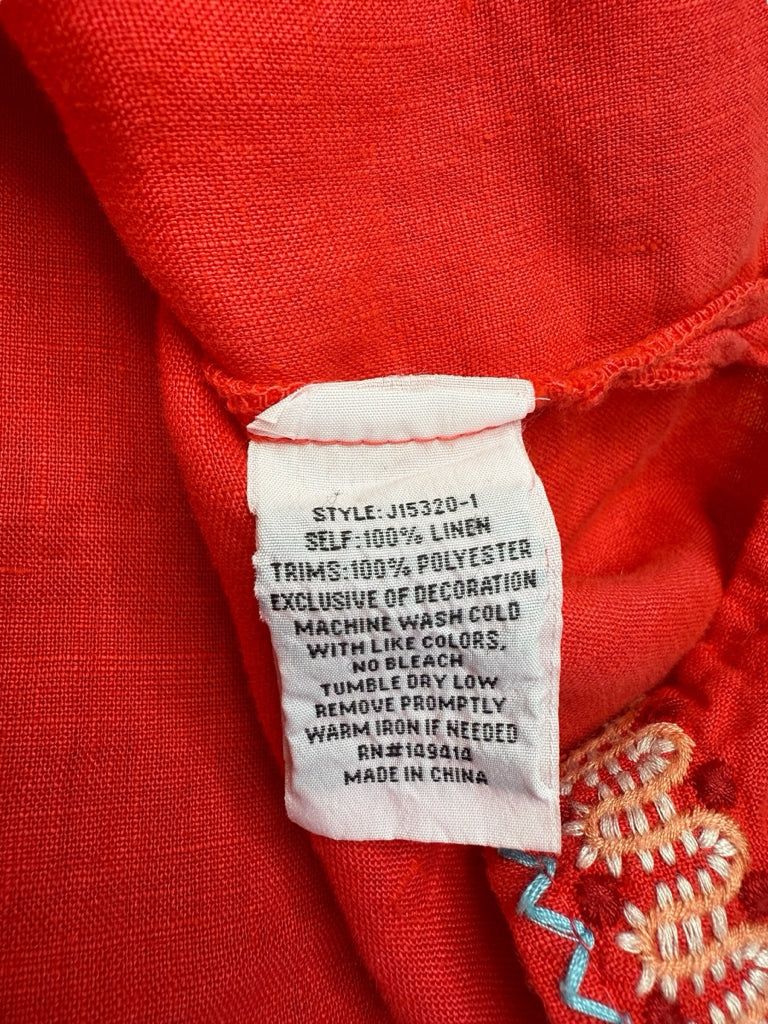 STYLE: J15320-1
SELF:100% LINEN
TRIMS:100% POLYESTER
EXCLUSIVE OF DECORATION
MACHINE WASH COLD
WITH LIKE COLORS,
NO BLEACH
TUMBLE DRY LOW
REMOVE PROMPTLY
WARM IRON IF NEEDED
RN#149414
MADE IN CHINA